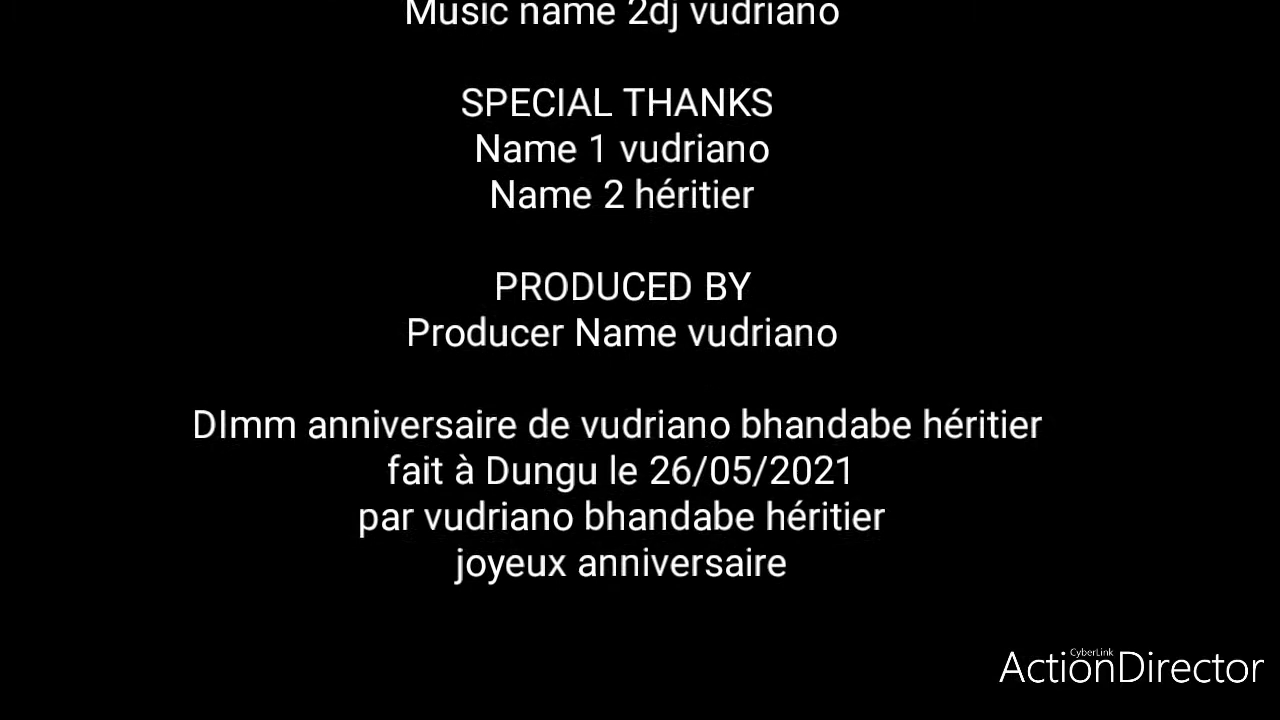 Music name 2dj vudriano
SPECIAL THANKS
Name 1 vudriano
Name 2 héritier
PRODUCED BY
Producer Name vudriano
DImm anniversaire de vudriano bhandabe héritier
fait à Dungu le 26/05/2021
par vudriano bhandabe héritier
joyeux anniversaire
CyberLink
ActionDirector